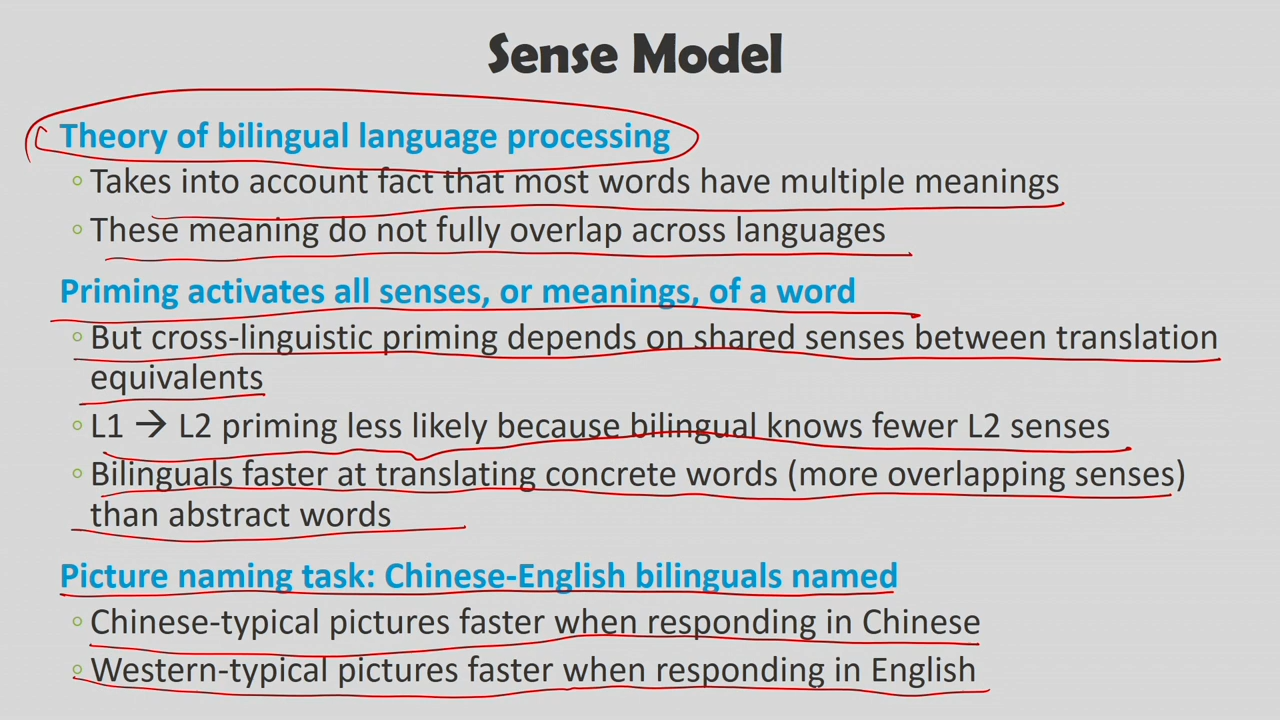 Sense Model
Theory of bilingual language processing
◦ Takes into account fact that most words have multiple meanings
◦ These meaning do not fully overlap across languages
Priming activates all senses, or meanings, of a word
◦ But cross-linguistic priming depends on shared senses between translation
equivalents
◦ L1 → L2 priming less likely because bilingual knows fewer L2 senses
◦ Bilinguals faster at translating concrete words (more overlapping senses)
than abstract words
Picture naming task: Chinese-English bilinguals named
◦ Chinese-typical pictures faster when responding in Chinese
◦ Western-typical pictures faster when responding in English